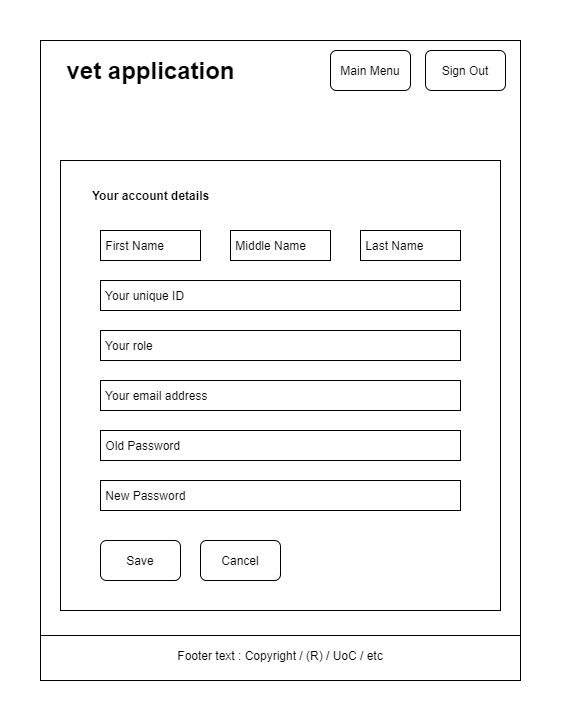 vet application
Main Menu
Sign Out
Your account details
First Name
Middle Name
Last Name
Your unique ID
Your role
Your email address
Old Password
New Password
Save
Cancel
Footer text : Copyright / (R) / UoC / etc